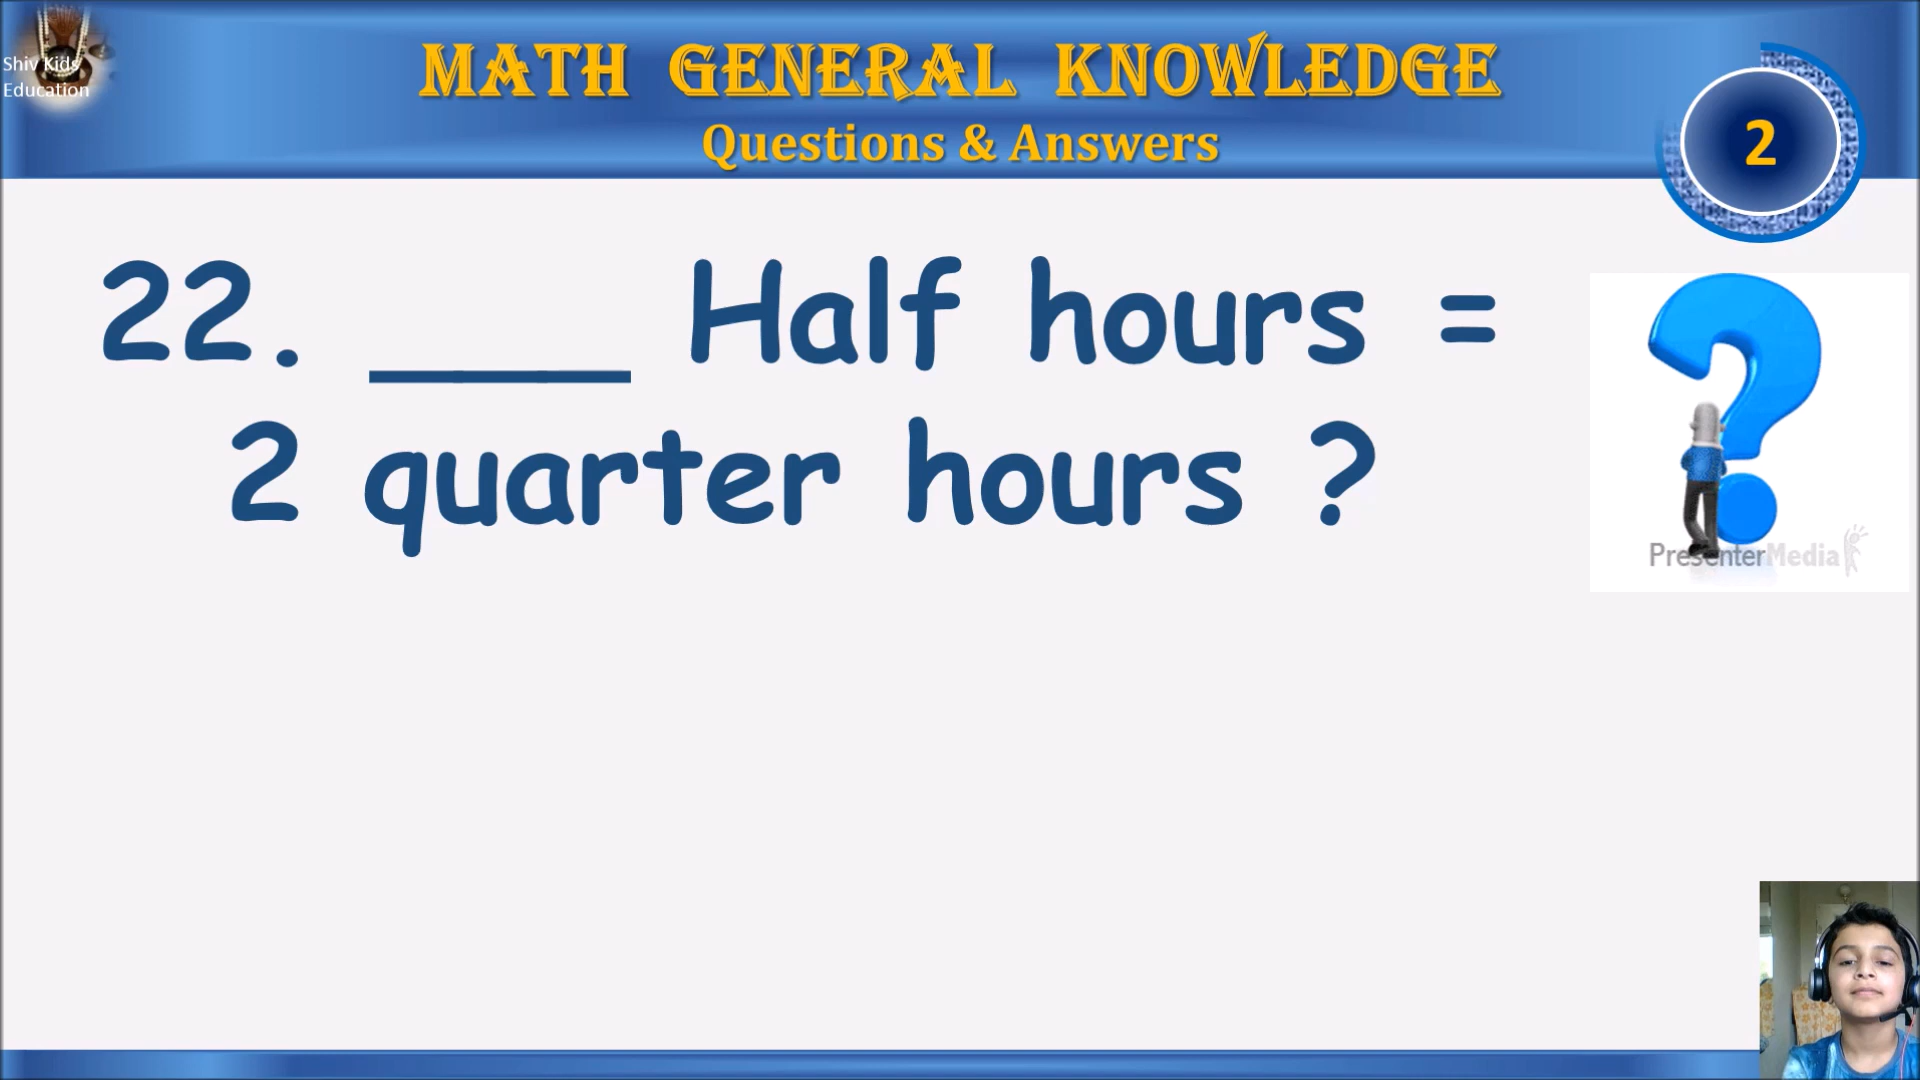 Shiv Kids
Education
MATH GENERAL KNOWLEDGE
Questions & Answers
2
22. ____ Half hours =
2 quarter hours ?
PresenterMedia